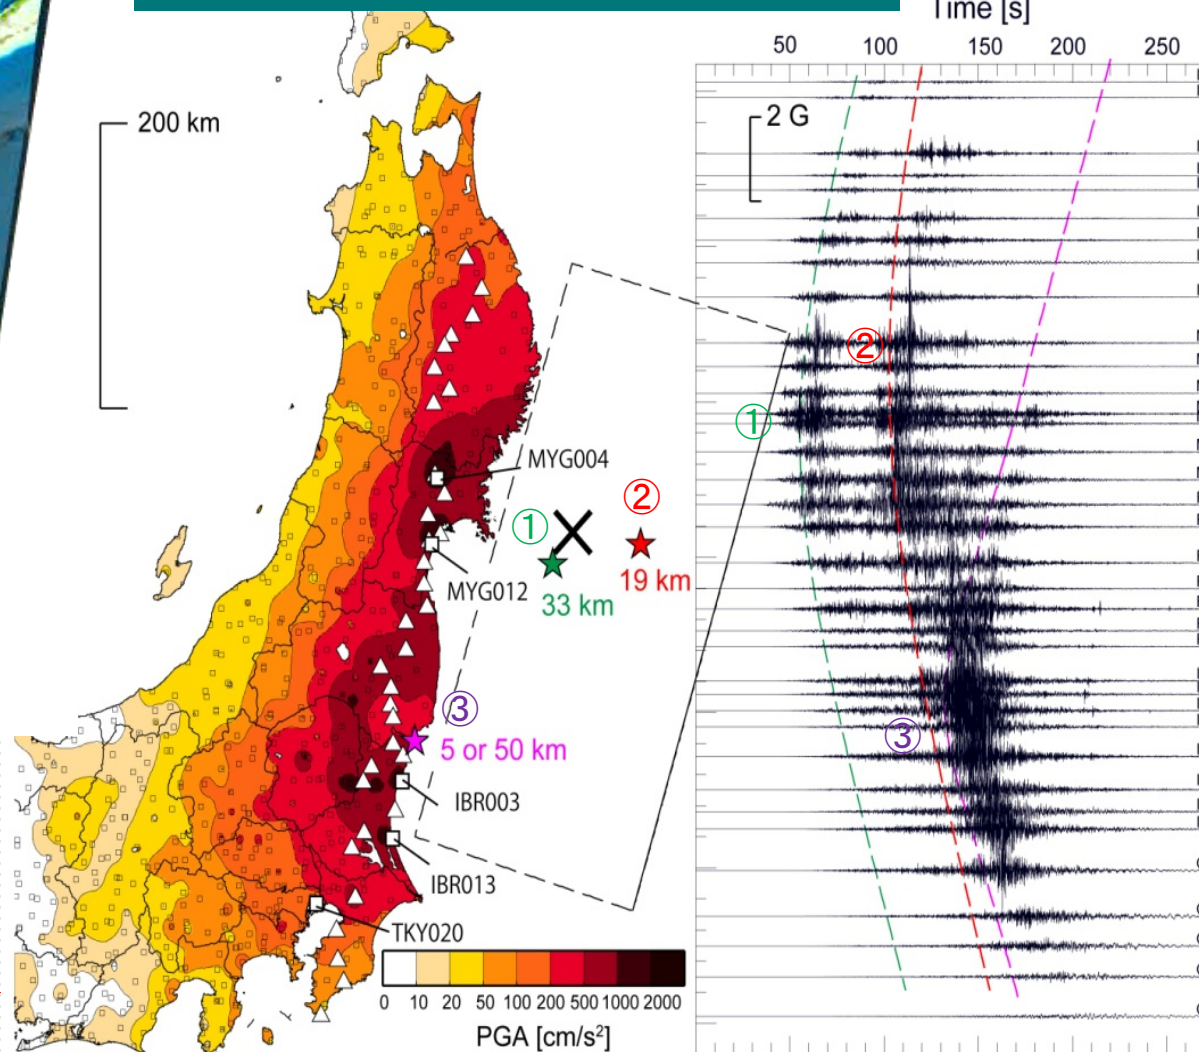 Time [s]
50 100 150 200 250
200 km
2 G
②
①
MYG004
②
①
MYG012
19 km
33 km
③
5 or 50 km
③
IBR003
IBR013
TKY020
0 10 20 50 100 200 500 1000 2000
PGA [cm/s²]